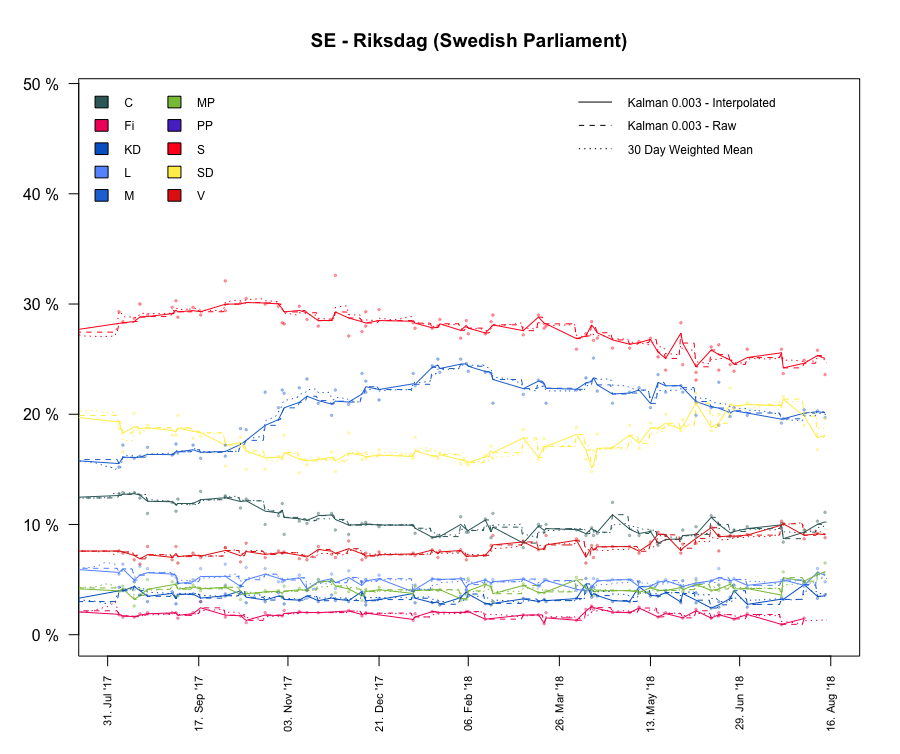 SE - Riksdag (Swedish Parliament)
50 %
40 %
30 %
20 %
10 %
0 %
C
Fi
KD
L
M
MP
PP
S
SD
V
Kalman 0.003 - Interpolated
Kalman 0.003 - Raw
30 Day Weighted Mean
31. Jul '17
17. Sep '17
03. Nov '17
21. Dec '17
06. Feb '18
26. Mar '18
13. May '18
29. Jun '18
16. Aug '18